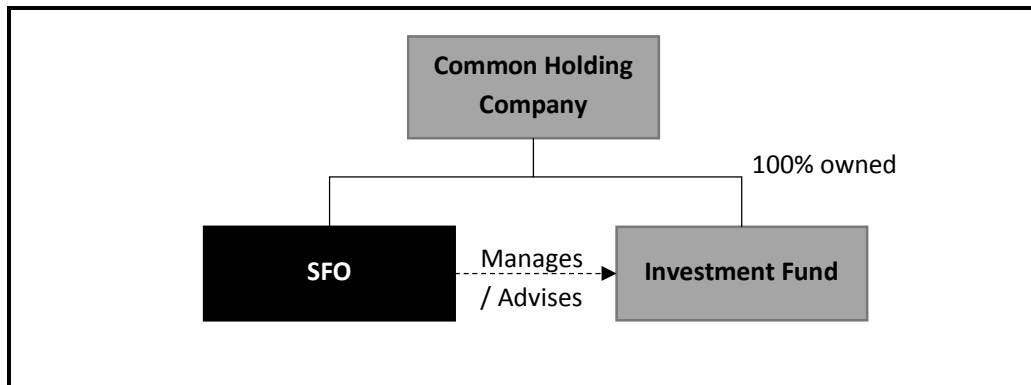 Common Holding
Company
100% owned
SFO
Manages
/ Advises
Investment Fund